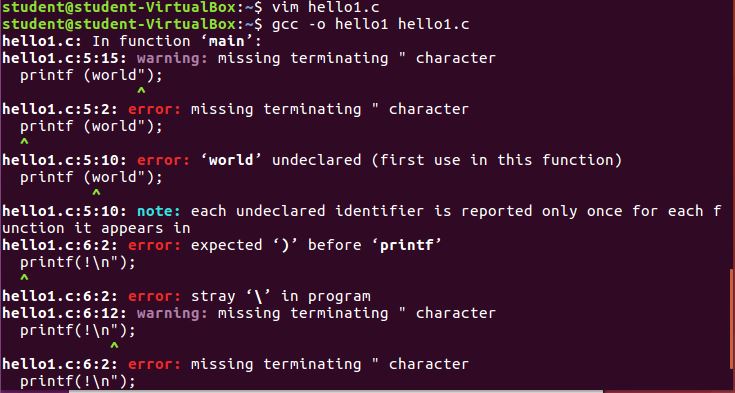 student@student-VirtualBox:~$ vim hello1.c
student@student-VirtualBox:~$ gcc -o hello1 hello1.c
hello1.c: In function ‘main’:
hello1.c:5:15: warning: missing terminating " character
  printf (world");
               ^
hello1.c:5:2: error: missing terminating " character
  printf (world");
  ^
hello1.c:5:10: error: ‘world’ undeclared (first use in this function)
  printf (world");
          ^
hello1.c:5:10: note: each undeclared identifier is reported only once for each f
unction it appears in
hello1.c:6:2: error: expected ‘)’ before ‘printf’
  printf(!\n");
  ^
hello1.c:6:2: error: stray ‘\’ in program
hello1.c:6:12: warning: missing terminating " character
  printf(!\n");
            ^
hello1.c:6:2: error: missing terminating " character
  printf(!\n");